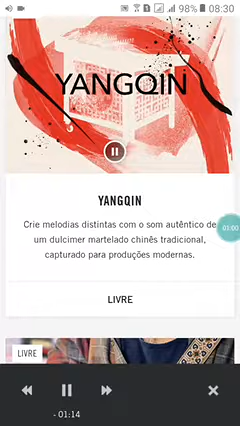 98% 08:30
YANGQIN
YANGQIN
Crie melodias distintas com o som autêntico de
um dulcimer martelado chinês tradicional,
capturado para produções modernas.
01:00
LIVRE
LIVRE
- 01:14